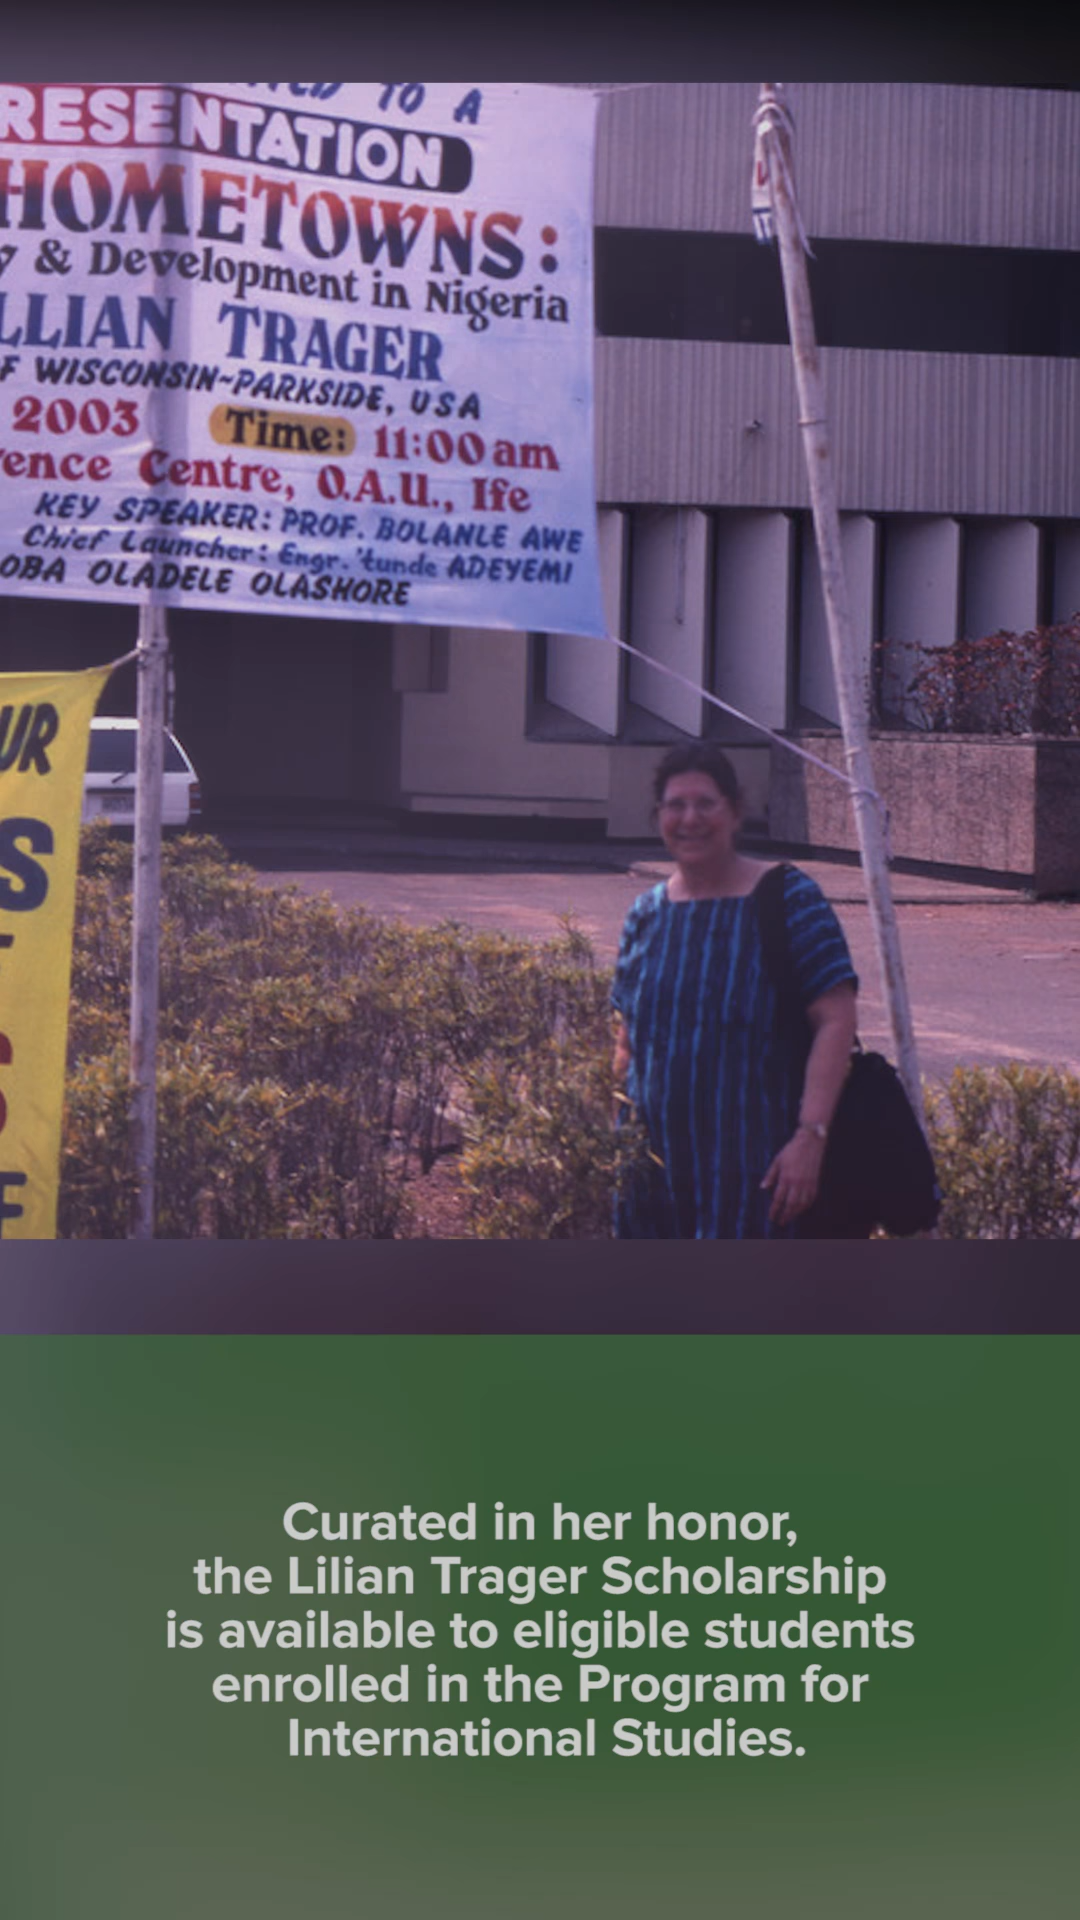 TO A
RESENTATION
HOMETOWNS:
y & Development in Nigeria
LLIAN TRAGER
F WISCONSIN~PARKSIDE, USA
2003 Time: 11:00 am
ence Centre, O.A.U., Ife
KEY SPEAKER: PROF. BOLANLE AWE
Chief Launcher: Engr. 'tunde ADEYEMI
OBA OLADELE OLASHORE
UR
S
F
Curated in her honor,
the Lilian Trager Scholarship
is available to eligible students
enrolled in the Program for
International Studies.